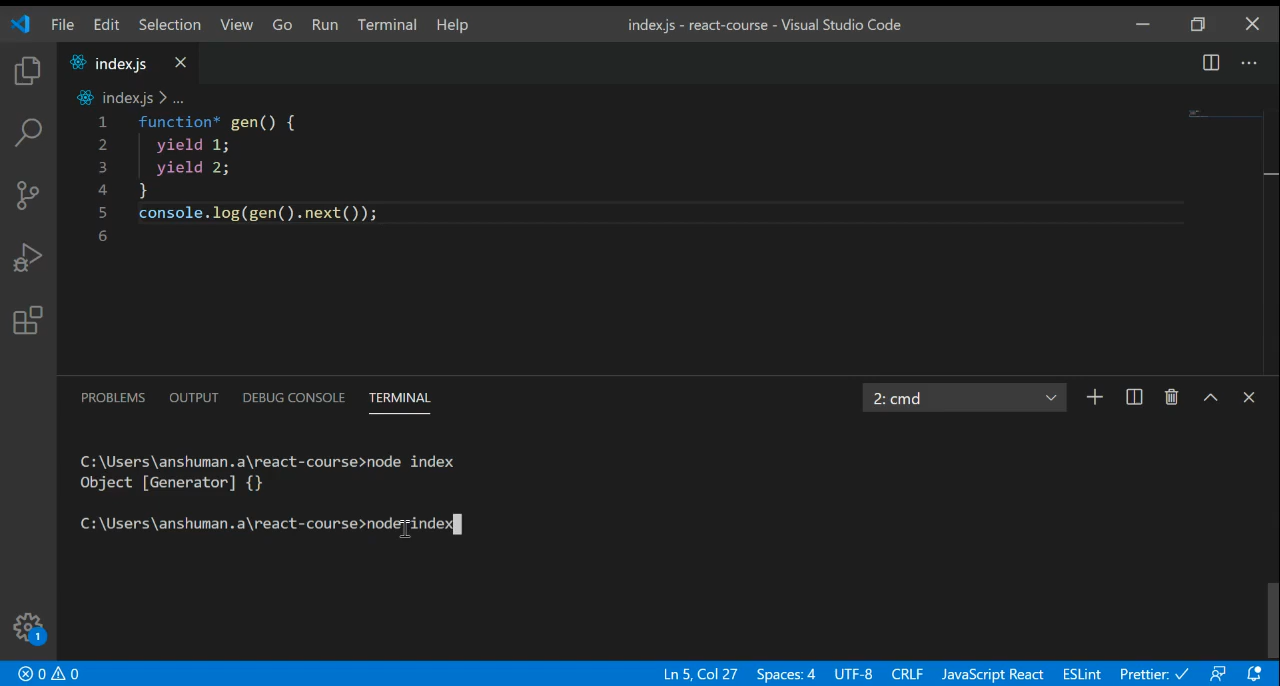 File Edit Selection View Go Run Terminal Help index.js - react-course - Visual Studio Code
index.js
index.js > ...
1 function* gen() {
2 yield 1;
3 yield 2;
4 }
5 console.log(gen().next());
6
PROBLEMS OUTPUT DEBUG CONSOLE TERMINAL 2: cmd
C:\Users\anshuman.a\react-course>node index
Object [Generator] {}
C:\Users\anshuman.a\react-course>node index
1
0 0 Ln 5, Col 27 Spaces: 4 UTF-8 CRLF JavaScript React ESLint Prettier: ✓